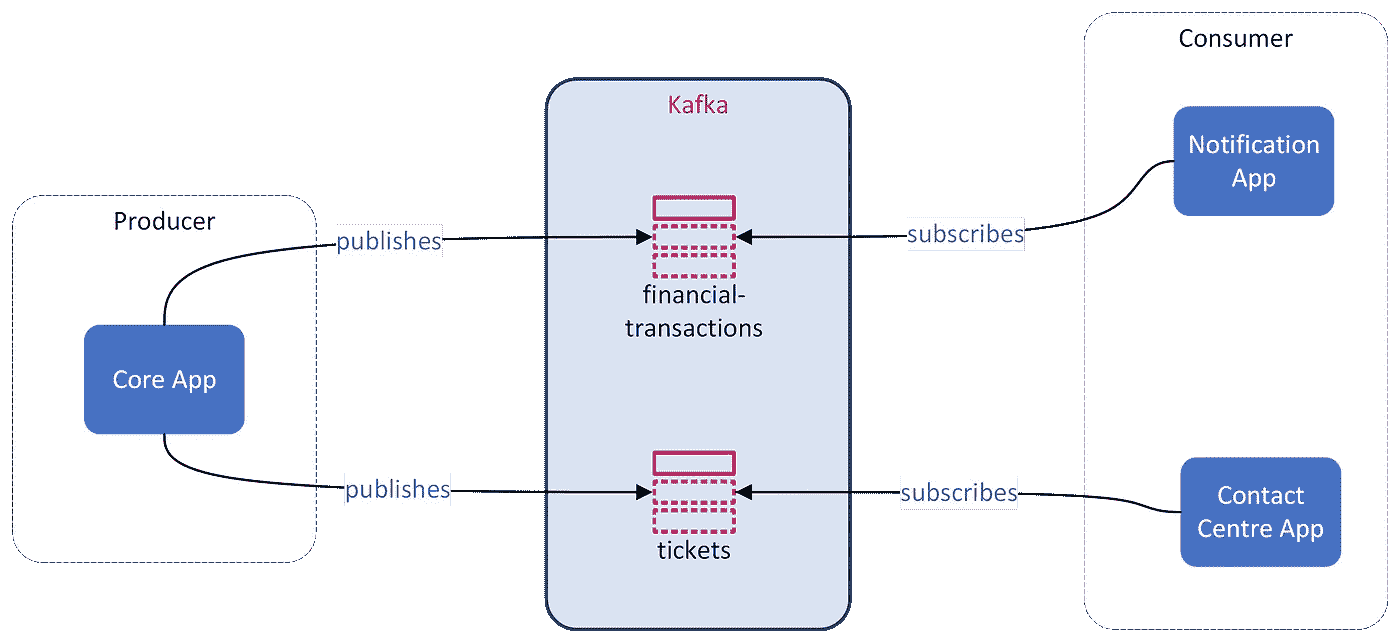 Consumer
Kafka
Notification
App
Producer
publishes
subscribes
financial-
transactions
Core App
publishes
subscribes
Contact
Centre App
tickets